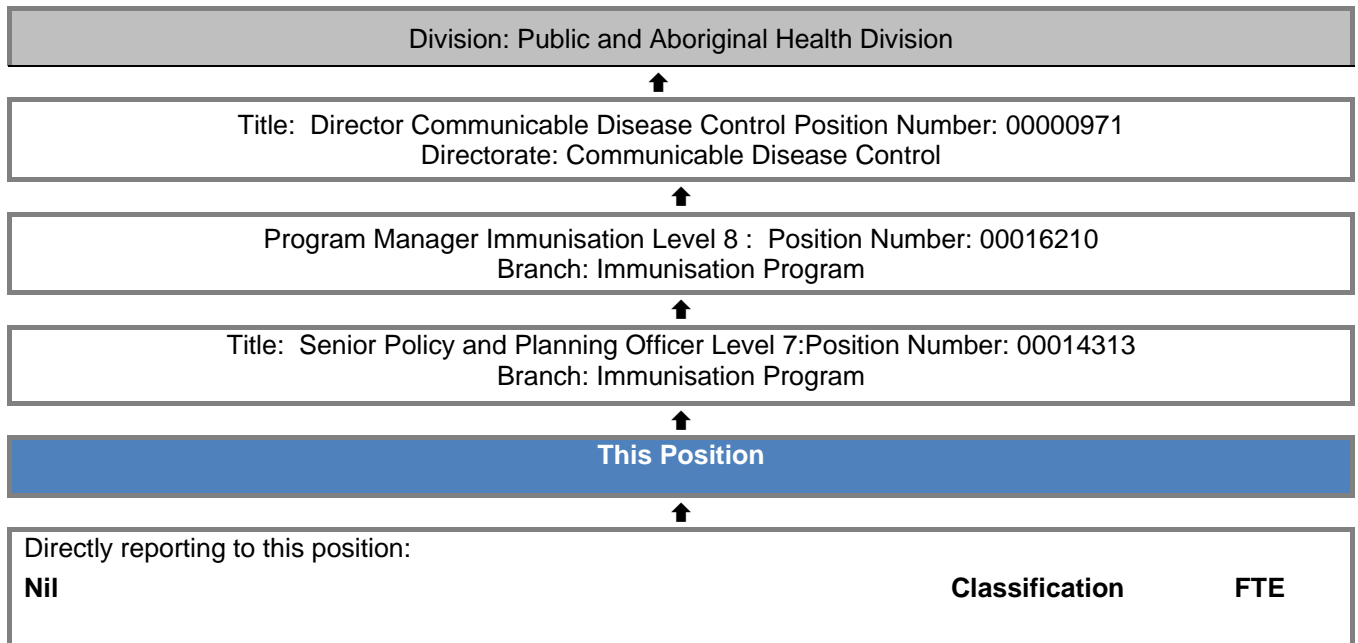 Division: Public and Aboriginal Health Division
Title: Director Communicable Disease Control Position Number: 00000971
Directorate: Communicable Disease Control
Program Manager Immunisation Level 8 : Position Number: 00016210
Branch: Immunisation Program
Title: Senior Policy and Planning Officer Level 7:Position Number: 00014313
Branch: Immunisation Program
This Position
Directly reporting to this position:
Nil Classification FTE